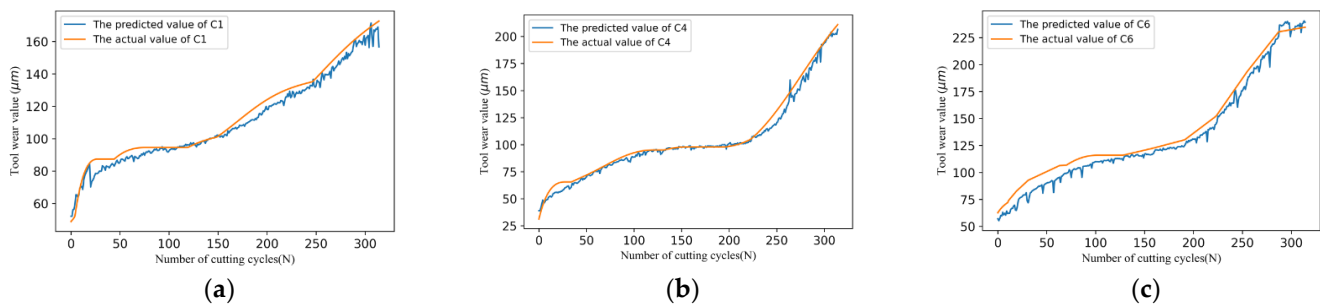 The predicted value of C1
The actual value of C1
160
140
120
100
80
60
Tool wear value (μm)
0 50 100 150 200 250 300
Number of cutting cycles(N)
(a)
The predicted value of C4
The actual value of C4
200
175
150
125
100
75
50
25
Tool wear value (μm)
0 50 100 150 200 250 300
Number of cutting cycles(N)
(b)
The predicted value of C6
The actual value of C6
225
200
175
150
125
100
75
50
Tool wear value (μm)
0 50 100 150 200 250 300
Number of cutting cycles(N)
(c)